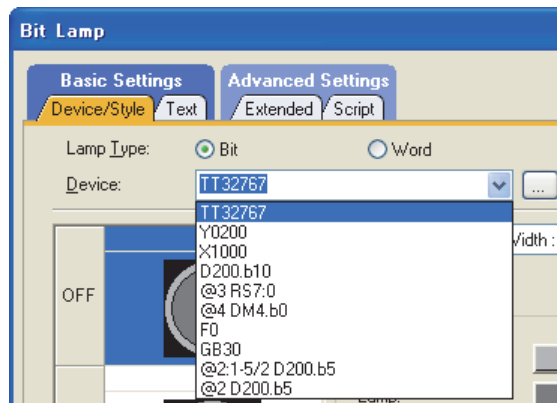 Bit Lamp
Basic Settings Advanced Settings
Device/Style Text Extended Script
Lamp Type: Bit Word
Device: TT32767 ...
TT32767
Y0200
X1000
D200.b10
@3 RS7:0
@4 DM4.b0
F0
GB30
@2:1-5/2 D200.b5
@2 D200.b5
OFF
Width :
Lamp: